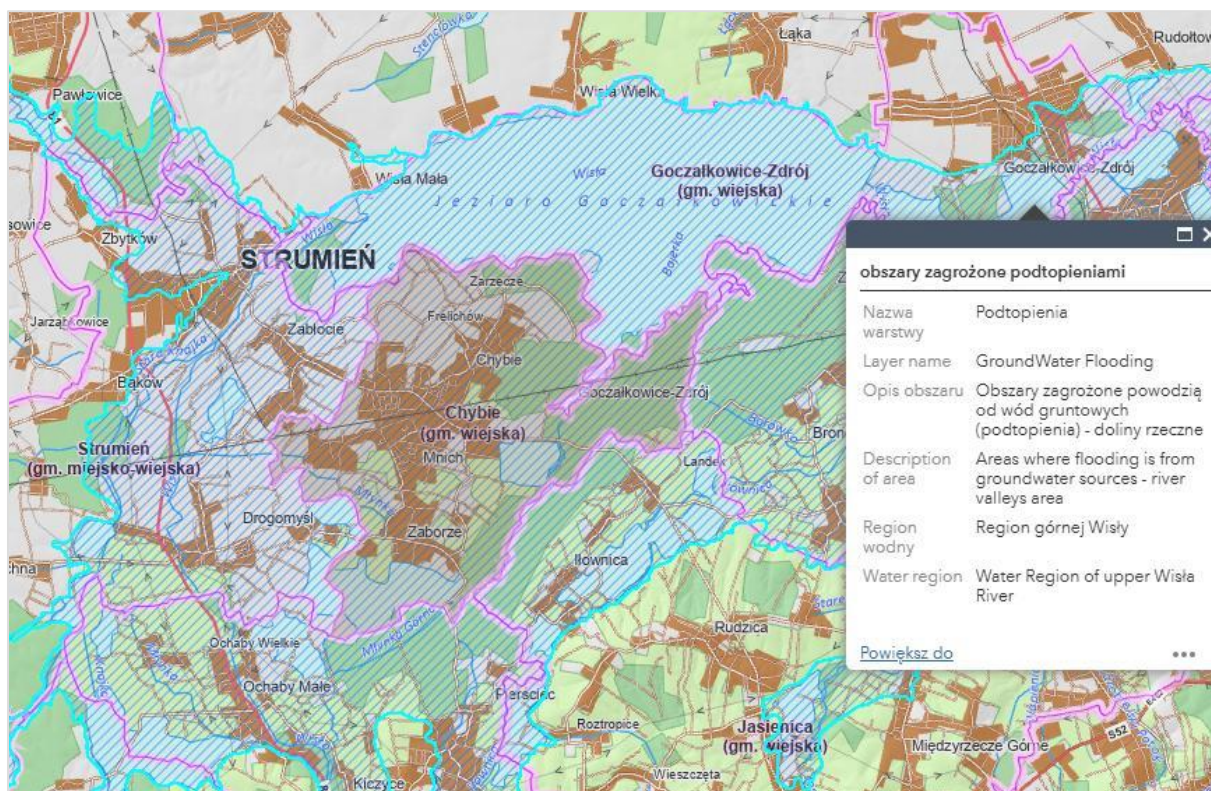 Stencłówka
Łąka
Rudołtow
Pawłowice
Wisła Wielka
Wisła Mała
Wisła
Goczałkowice-Zdrój
(gm. wiejska)
Jezioro Goczałkowickie
Goczałkowice-Zdrój
Zbytków
STRUMIEŃ
Wisła
Bajerka
Zarzecze
Frelichów
Jarząbkowice
Zabłocie
Chybie
Bąków
Goczałkowice-Zdrój
Chybie
(gm. wiejska)
Strumień
(gm. miejsko-wiejska)
Mnich
Landek
Bron
Drogomyśl
Zaborze
Iłownica
Rudzica
Ochaby Wielkie
Młynka Górna
Ochaby Małe
Pierściec
Roztropice
Jasienica
(gm. wiejska)
Międzyrzecze Górne
S52
Wieszczęta
Kiczyce
obszary zagrożone podtopieniami
Nazwa warstwy Podtopienia
Layer name GroundWater Flooding
Opis obszaru Obszary zagrożone powodzią
od wód gruntowych
(podtopienia) - doliny rzeczne
Description of area Areas where flooding is from
groundwater sources - river
valleys area
Region wodny Region górnej Wisły
Water region Water Region of upper Wisła
River
Powiększ do